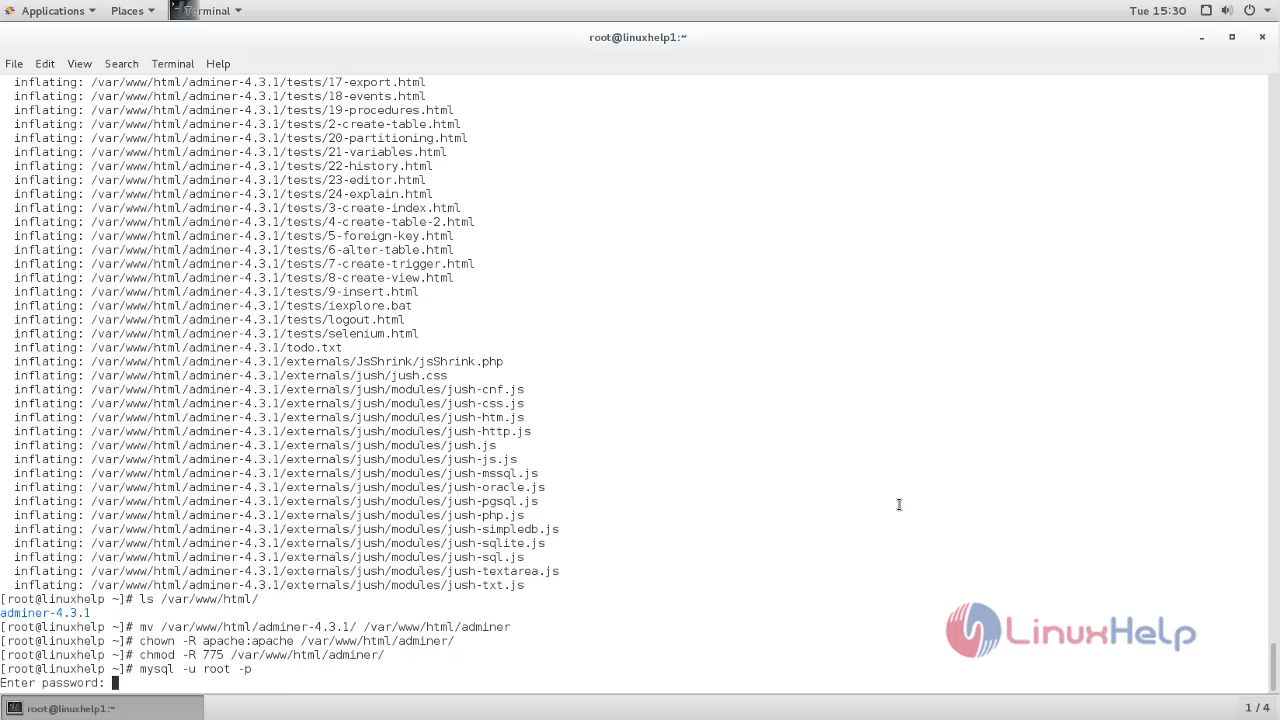 Applications Places Terminal Tue 15:30
root@linuxhelp1:~
File Edit View Search Terminal Help
inflating: /var/www/html/adminer-4.3.1/tests/17-export.html
inflating: /var/www/html/adminer-4.3.1/tests/18-events.html
inflating: /var/www/html/adminer-4.3.1/tests/19-procedures.html
inflating: /var/www/html/adminer-4.3.1/tests/2-create-table.html
inflating: /var/www/html/adminer-4.3.1/tests/20-partitioning.html
inflating: /var/www/html/adminer-4.3.1/tests/21-variables.html
inflating: /var/www/html/adminer-4.3.1/tests/22-history.html
inflating: /var/www/html/adminer-4.3.1/tests/23-editor.html
inflating: /var/www/html/adminer-4.3.1/tests/24-explain.html
inflating: /var/www/html/adminer-4.3.1/tests/3-create-index.html
inflating: /var/www/html/adminer-4.3.1/tests/4-create-table-2.html
inflating: /var/www/html/adminer-4.3.1/tests/5-foreign-key.html
inflating: /var/www/html/adminer-4.3.1/tests/6-alter-table.html
inflating: /var/www/html/adminer-4.3.1/tests/7-create-trigger.html
inflating: /var/www/html/adminer-4.3.1/tests/8-create-view.html
inflating: /var/www/html/adminer-4.3.1/tests/9-insert.html
inflating: /var/www/html/adminer-4.3.1/tests/iexplore.bat
inflating: /var/www/html/adminer-4.3.1/tests/logout.html
inflating: /var/www/html/adminer-4.3.1/tests/selenium.html
inflating: /var/www/html/adminer-4.3.1/todo.txt
inflating: /var/www/html/adminer-4.3.1/externals/JsShrink/jsShrink.php
inflating: /var/www/html/adminer-4.3.1/externals/jush/jush.css
inflating: /var/www/html/adminer-4.3.1/externals/jush/modules/jush-cnf.js
inflating: /var/www/html/adminer-4.3.1/externals/jush/modules/jush-css.js
inflating: /var/www/html/adminer-4.3.1/externals/jush/modules/jush-htm.js
inflating: /var/www/html/adminer-4.3.1/externals/jush/modules/jush-http.js
inflating: /var/www/html/adminer-4.3.1/externals/jush/modules/jush.js
inflating: /var/www/html/adminer-4.3.1/externals/jush/modules/jush-js.js
inflating: /var/www/html/adminer-4.3.1/externals/jush/modules/jush-mssql.js
inflating: /var/www/html/adminer-4.3.1/externals/jush/modules/jush-oracle.js
inflating: /var/www/html/adminer-4.3.1/externals/jush/modules/jush-pgsql.js
inflating: /var/www/html/adminer-4.3.1/externals/jush/modules/jush-php.js
inflating: /var/www/html/adminer-4.3.1/externals/jush/modules/jush-simpledb.js
inflating: /var/www/html/adminer-4.3.1/externals/jush/modules/jush-sqlite.js
inflating: /var/www/html/adminer-4.3.1/externals/jush/modules/jush-sql.js
inflating: /var/www/html/adminer-4.3.1/externals/jush/modules/jush-textarea.js
inflating: /var/www/html/adminer-4.3.1/externals/jush/modules/jush-txt.js
[root@linuxhelp ~]# ls /var/www/html/
adminer-4.3.1
[root@linuxhelp ~]# mv /var/www/html/adminer-4.3.1/ /var/www/html/adminer
[root@linuxhelp ~]# chown -R apache:apache /var/www/html/adminer/
[root@linuxhelp ~]# chmod -R 775 /var/www/html/adminer/
[root@linuxhelp ~]# mysql -u root -p
Enter password:
LINUXHELP
root@linuxhelp1:~ 1 / 4